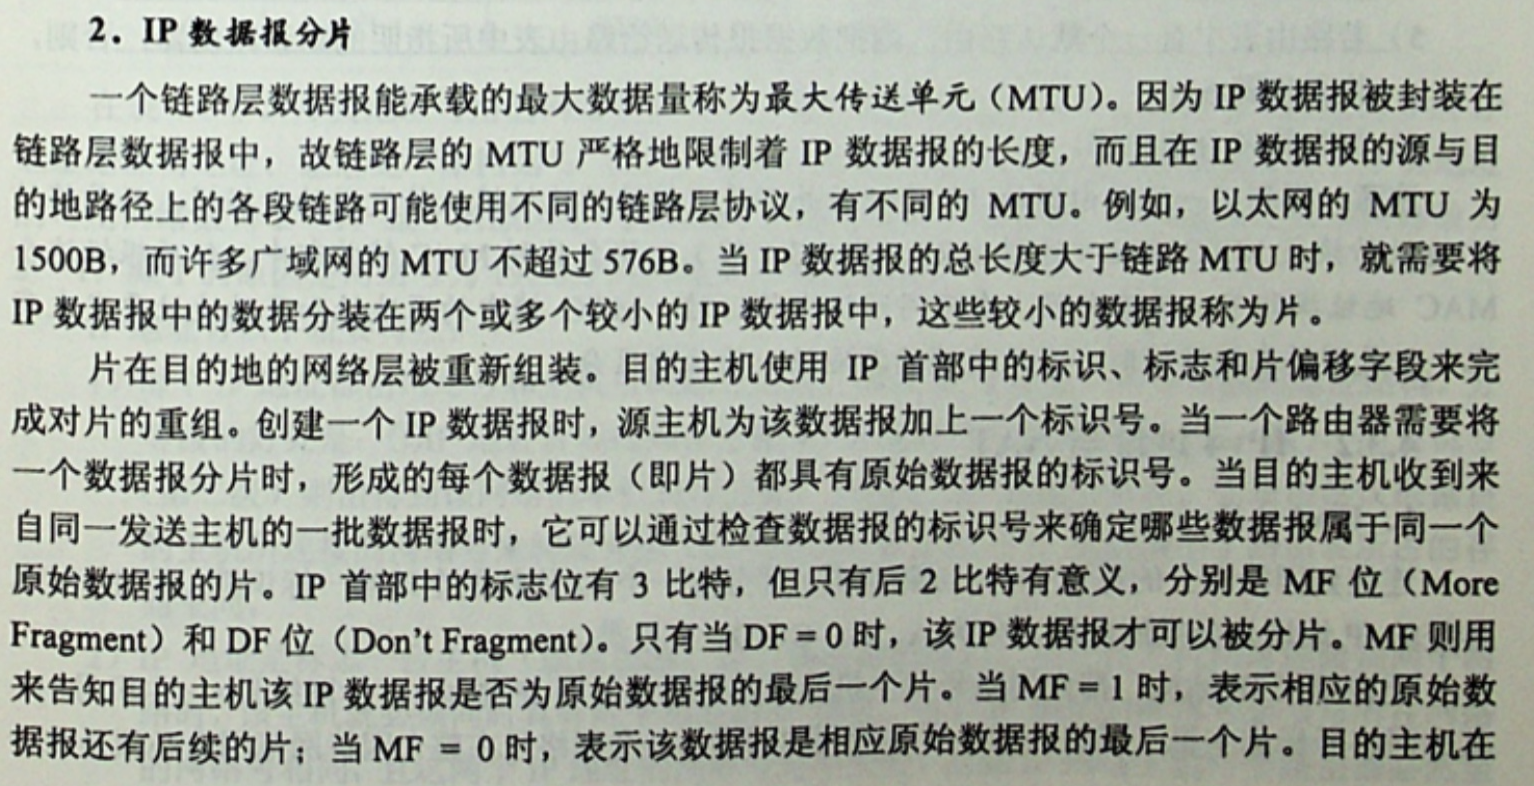 2．IP 数据报分片
一个链路层数据报能承载的最大数据量称为最大传送单元（MTU）。因为 IP 数据报被封装在
链路层数据报中，故链路层的 MTU 严格地限制着 IP 数据报的长度，而且在 IP 数据报的源与目
的地路径上的各段链路可能使用不同的链路层协议，有不同的 MTU。例如，以太网的 MTU 为
1500B，而许多广域网的 MTU 不超过 576B。当 IP 数据报的总长度大于链路 MTU 时，就需要将
IP 数据报中的数据分装在两个或多个较小的 IP 数据报中，这些较小的数据报称为片。
片在目的地的网络层被重新组装。目的主机使用 IP 首部中的标识、标志和片偏移字段来完
成对片的重组。创建一个 IP 数据报时，源主机为该数据报加上一个标识号。当一个路由器需要将
一个数据报分片时，形成的每个数据报（即片）都具有原始数据报的标识号。当目的主机收到来
自同一发送主机的一批数据报时，它可以通过检查数据报的标识号来确定哪些数据报属于同一个
原始数据报的片。IP 首部中的标志位有 3 比特，但只有后 2 比特有意义，分别是 MF 位（More
Fragment）和 DF 位（Don't Fragment）。只有当 DF = 0 时，该 IP 数据报才可以被分片。MF 则用
来告知目的主机该 IP 数据报是否为原始数据报的最后一个片。当 MF = 1 时，表示相应的原始数
据报还有后续的片；当 MF = 0 时，表示该数据报是相应原始数据报的最后一个片。目的主机在